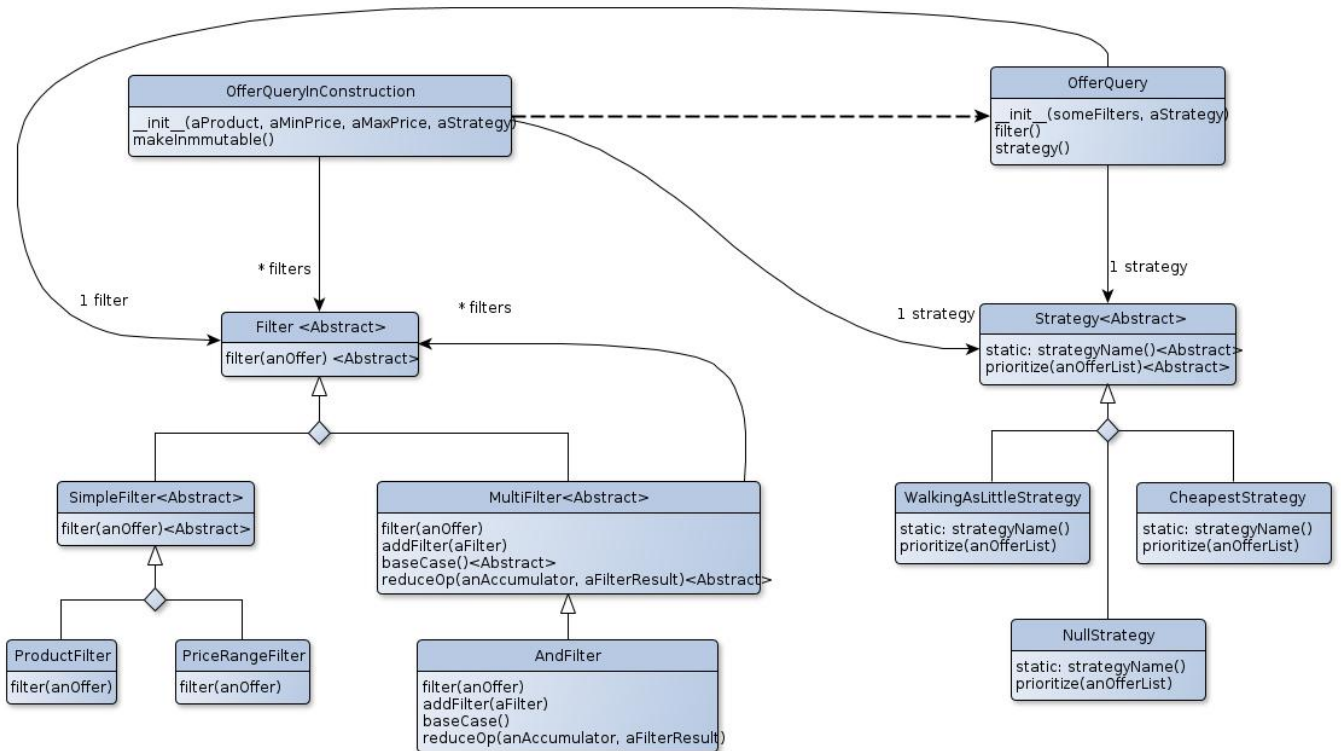 OfferQueryInConstruction
__init__(aProduct, aMinPrice, aMaxPrice, aStrategy)
makeInmmutable()
OfferQuery
__init__(someFilters, aStrategy)
filter()
strategy()
* filters
1 strategy
1 filter
* filters
1 strategy
Filter <Abstract>
filter(anOffer) <Abstract>
Strategy<Abstract>
static: strategyName()<Abstract>
prioritize(anOfferList)<Abstract>
SimpleFilter<Abstract>
filter(anOffer)<Abstract>
MultiFilter<Abstract>
filter(anOffer)
addFilter(aFilter)
baseCase()<Abstract>
reduceOp(anAccumulator, aFilterResult)<Abstract>
WalkingAsLittleStrategy
static: strategyName()
prioritize(anOfferList)
CheapestStrategy
static: strategyName()
prioritize(anOfferList)
ProductFilter
filter(anOffer)
PriceRangeFilter
filter(anOffer)
AndFilter
filter(anOffer)
addFilter(aFilter)
baseCase()
reduceOp(anAccumulator, aFilterResult)
NullStrategy
static: strategyName()
prioritize(anOfferList)